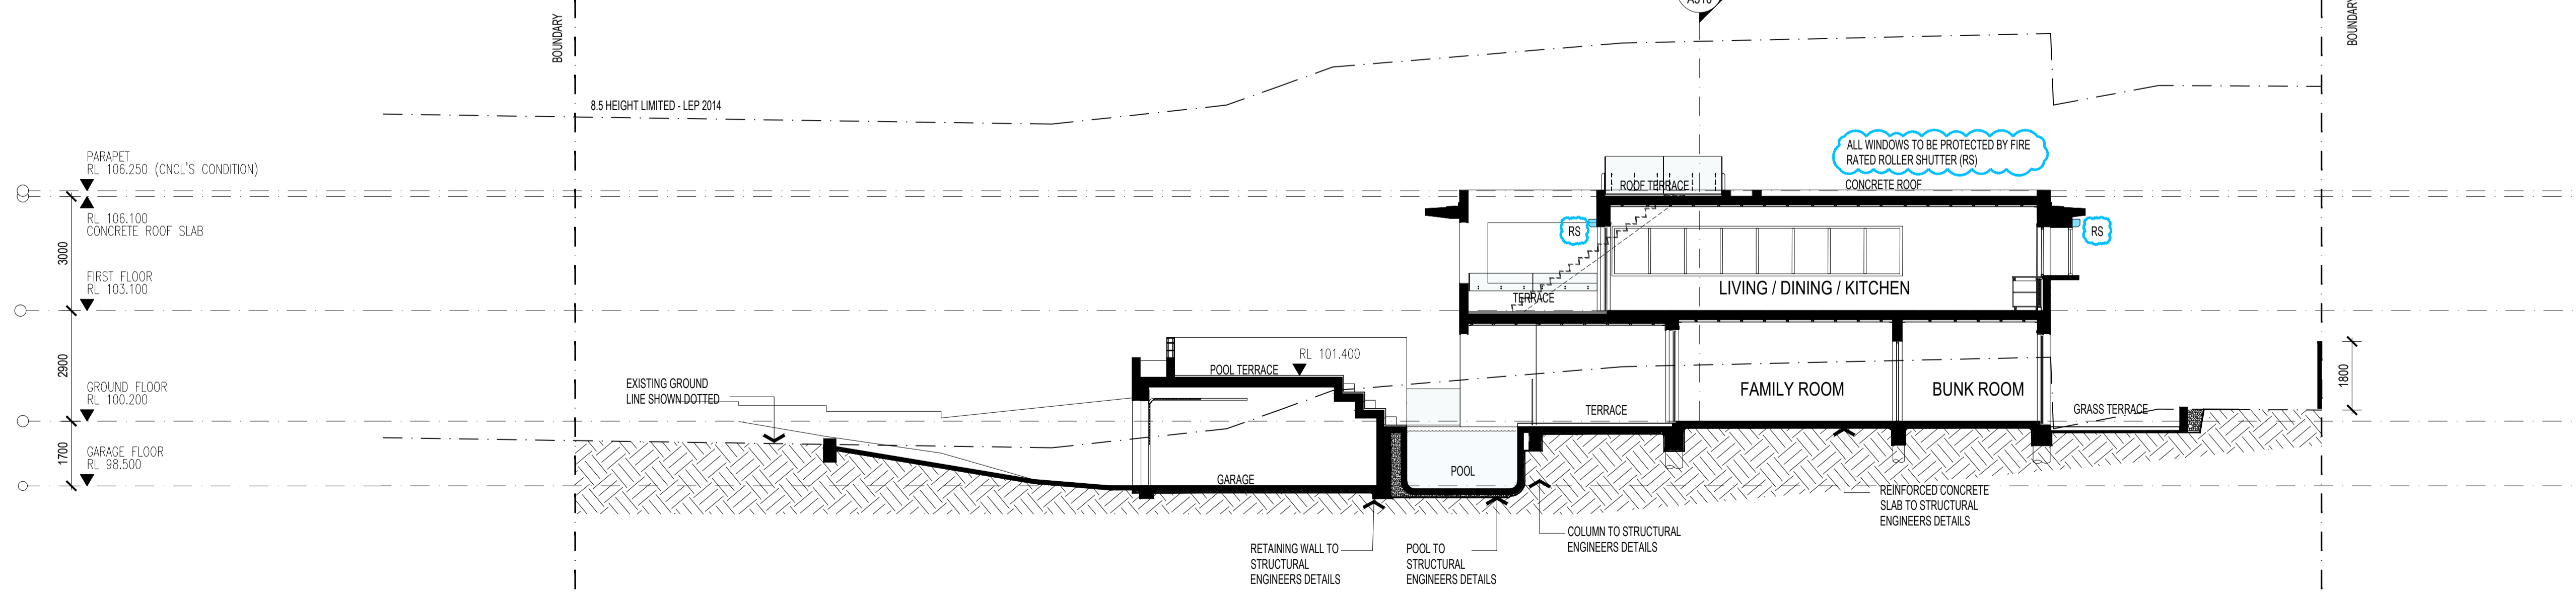 A310
BOUNDARY
BOUNDARY
8.5 HEIGHT LIMITED - LEP 2014
PARAPET
RL 106.250 (CNCL'S CONDITION)
RL 106.100
CONCRETE ROOF SLAB
3000
FIRST FLOOR
RL 103.100
2900
GROUND FLOOR
RL 100.200
1700
GARAGE FLOOR
RL 98.500
ALL WINDOWS TO BE PROTECTED BY FIRE
RATED ROLLER SHUTTER (RS)
ROOF TERRACE
CONCRETE ROOF
RS
RS
LIVING / DINING / KITCHEN
TERRACE
RL 101.400
POOL TERRACE
EXISTING GROUND
LINE SHOWN DOTTED
FAMILY ROOM
BUNK ROOM
1800
TERRACE
GRASS TERRACE
GARAGE
POOL
REINFORCED CONCRETE
SLAB TO STRUCTURAL
ENGINEERS DETAILS
COLUMN TO STRUCTURAL
ENGINEERS DETAILS
RETAINING WALL TO
STRUCTURAL
ENGINEERS DETAILS
POOL TO
STRUCTURAL
ENGINEERS DETAILS